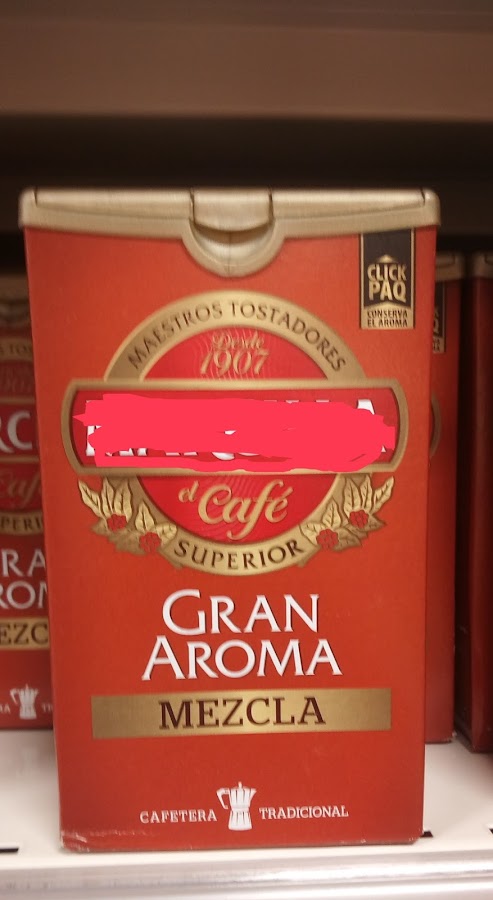 CLICK
PAQ
CONSERVA
EL AROMA
MAESTROS TOSTADORES
Desde
1907
el Café
SUPERIOR
GRAN
AROMA
MEZCLA
CAFETERA TRADICIONAL